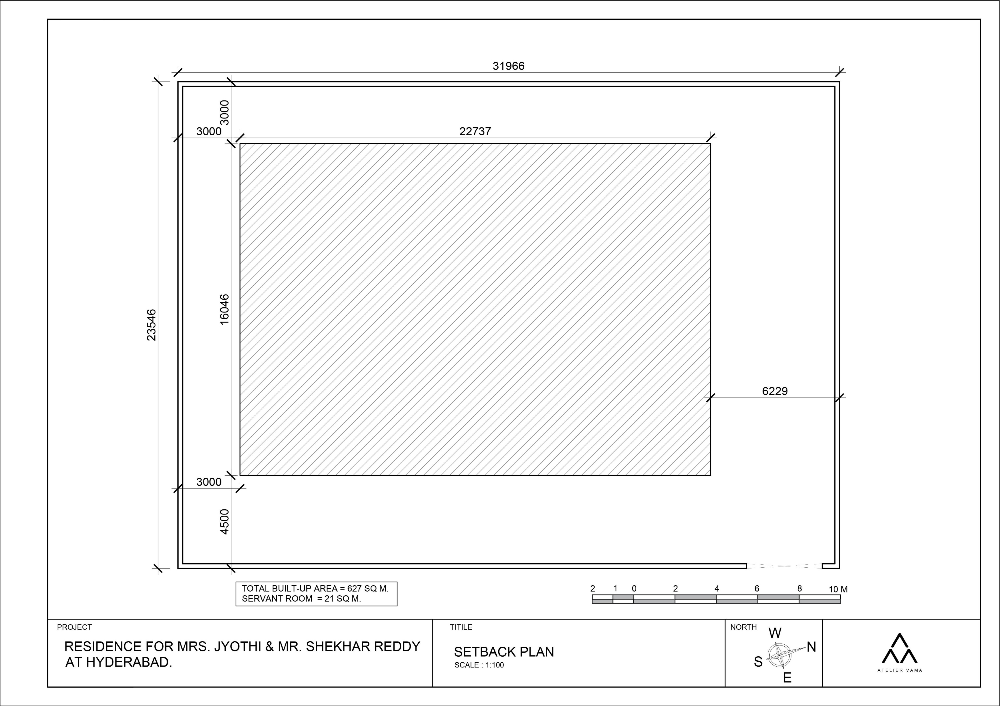 31966
3000
3000
22737
16046
23546
6229
3000
4500
TOTAL BUILT-UP AREA = 627 SQ M.
SERVANT ROOM = 21 SQ M.
2 1 0 2 4 6 8 10 M
PROJECT
RESIDENCE FOR MRS. JYOTHI & MR. SHEKHAR REDDY
AT HYDERABAD.
TITILE
SETBACK PLAN
SCALE : 1:100
NORTH
W
N
S
E
ATELIER VAMA